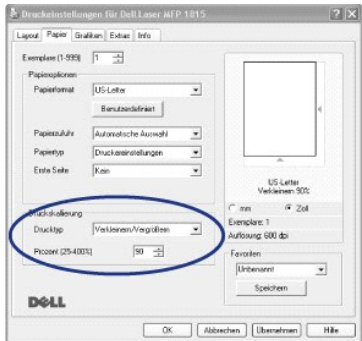 Druckeinstellungen für Dell Laser MFP 1815
Layout Papier Grafiken Extras Info
Exemplare (1-999) 1
Papieroptionen
Papierformat US-Letter
Benutzerdefiniert
Papierzufuhr Automatische Auswahl
Papiertyp Druckereinstellungen
Erste Seite Kein
US-Letter
Verkleinern 90%
mm Zoll
Exemplare: 1
Auflösung: 600 dpi
Druckskalierung
Drucktyp Verkleinern/Vergrößern
Prozent (25-400%) 90
Favoriten
Unbenannt
Speichern
DELL
OK Abbrechen Übernehmen Hilfe